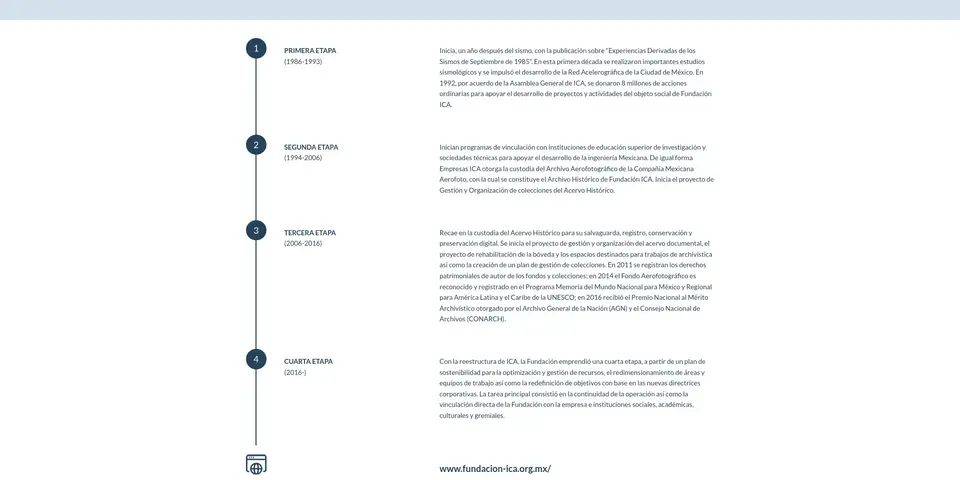 1
PRIMERA ETAPA
(1986-1993)
Inicia, un año después del sismo, con la publicación sobre "Experiencias Derivadas de los
Sismos de Septiembre de 1985". En esta primera década se realizaron importantes estudios
sismológicos y se impulsó el desarrollo de la Red Acelerográfica de la Ciudad de México. En
1992, por acuerdo de la Asamblea General de ICA, se donaron 8 millones de acciones
ordinarias para apoyar el desarrollo de proyectos y actividades del objeto social de Fundación
ICA.
2
SEGUNDA ETAPA
(1994-2006)
Inician programas de vinculación con instituciones de educación superior de investigación y
sociedades técnicas para apoyar el desarrollo de la ingeniería Mexicana. De igual forma
Empresas ICA otorga la custodia del Archivo Aerofotográfico de la Compañía Mexicana
Aerofoto, con la cual se constituye el Archivo Histórico de Fundación ICA. Inicia el proyecto de
Gestión y Organización de colecciones del Acervo Histórico.
3
TERCERA ETAPA
(2006-2016)
Recae en la custodia del Acervo Histórico para su salvaguarda, registro, conservación y
preservación digital. Se inicia el proyecto de gestión y organización del acervo documental, el
proyecto de rehabilitación de la bóveda y los espacios destinados para trabajos de archivística
así como la creación de un plan de gestión de colecciones. En 2011 se registran los derechos
patrimoniales de autor de los fondos y colecciones; en 2014 el Fondo Aerofotográfico es
reconocido y registrado en el Programa Memoria del Mundo Nacional para México y Regional
para América Latina y el Caribe de la UNESCO; en 2016 recibió el Premio Nacional al Mérito
Archivístico otorgado por el Archivo General de la Nación (AGN) y el Consejo Nacional de
Archivos (CONARCH).
4
CUARTA ETAPA
(2016-)
Con la reestructura de ICA, la Fundación emprendió una cuarta etapa, a partir de un plan de
sostenibilidad para la optimización y gestión de recursos, el redimensionamiento de áreas y
equipos de trabajo así como la redefinición de objetivos con base en las nuevas directrices
corporativas. La tarea principal consistió en la continuidad de la operación así como la
vinculación directa de la Fundación con la empresa e instituciones sociales, académicas,
culturales y gremiales.
www.fundacion-ica.org.mx/